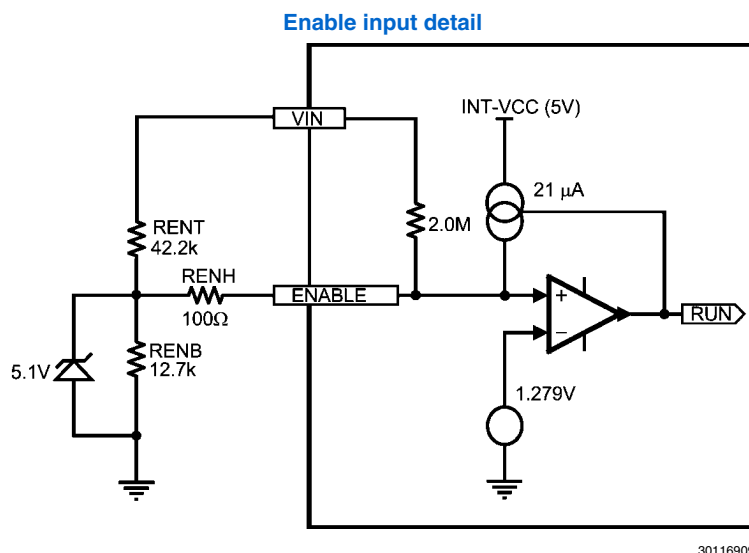 Enable input detail
INT-VCC (5V)
VIN
21 μA
2.0M
RENT
42.2k
RENH
ENABLE
100Ω
+
−
RUN
RENB
12.7k
5.1V
1.279V